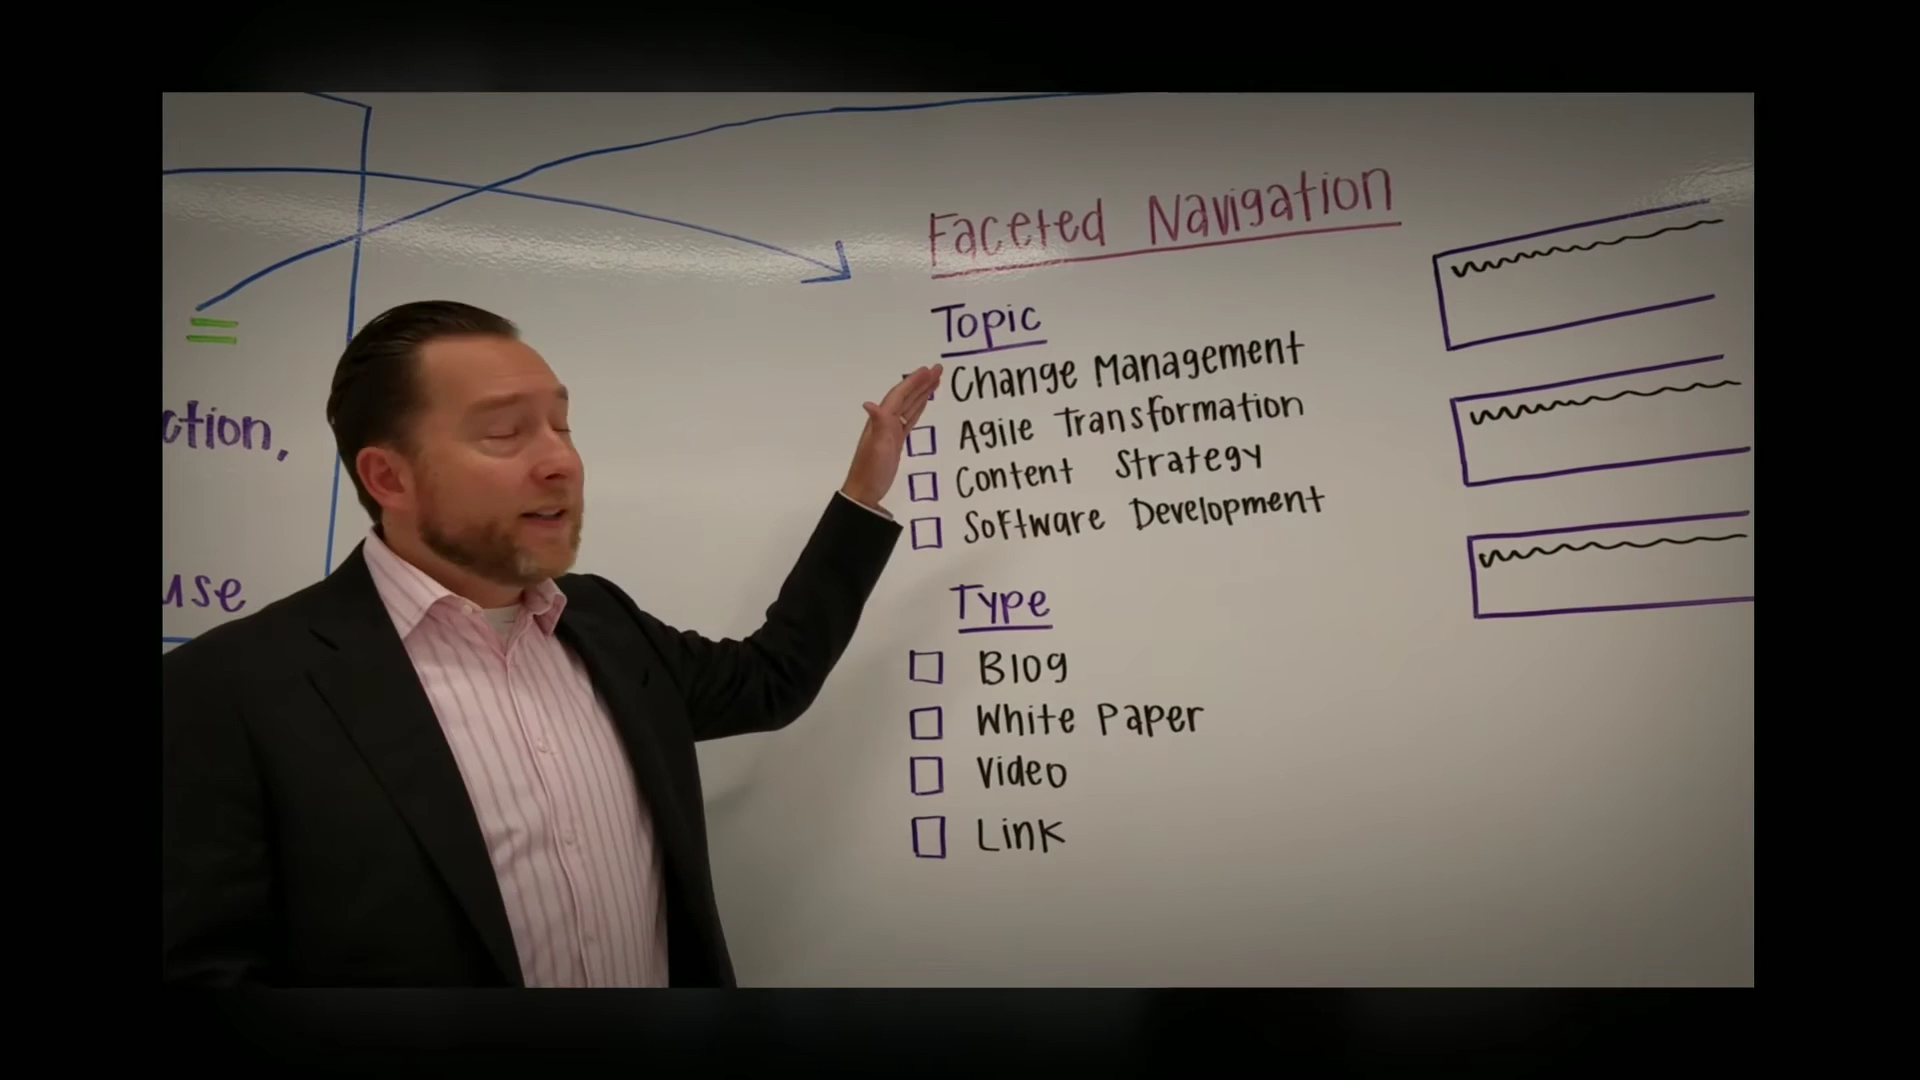 Faceted Navigation
Topic
Change Management
Agile Transformation
Content Strategy
Software Development
Type
Blog
White Paper
Video
Link
=
ction,
use